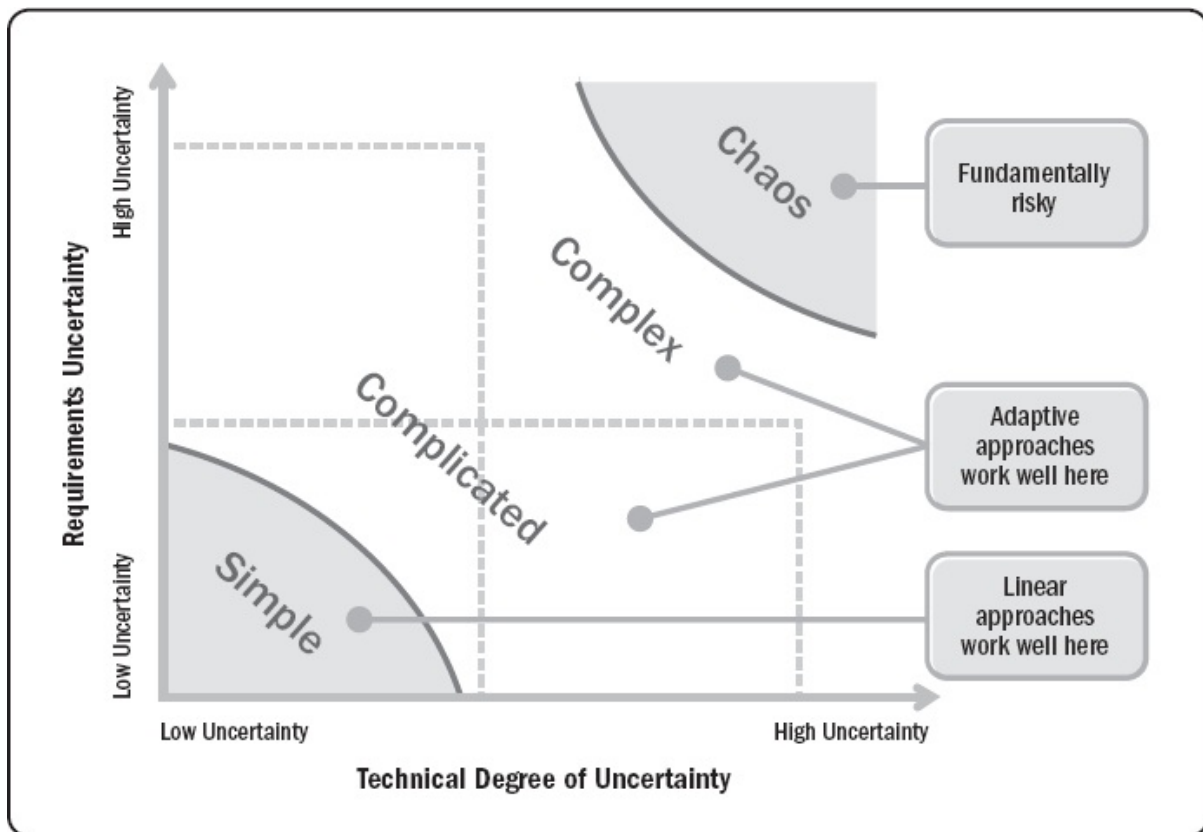 High Uncertainty
Requirements Uncertainty
Low Uncertainty
Chaos
Complex
Complicated
Simple
Fundamentally
risky
Adaptive
approaches
work well here
Linear
approaches
work well here
Low Uncertainty
High Uncertainty
Technical Degree of Uncertainty